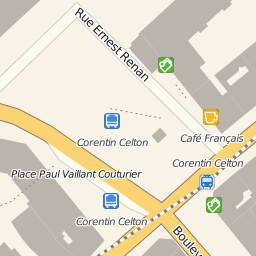 Rue Ernest Renan
Café Français
Corentin Celton
Corentin Celton
Place Paul Vaillant Couturier
Corentin Celton